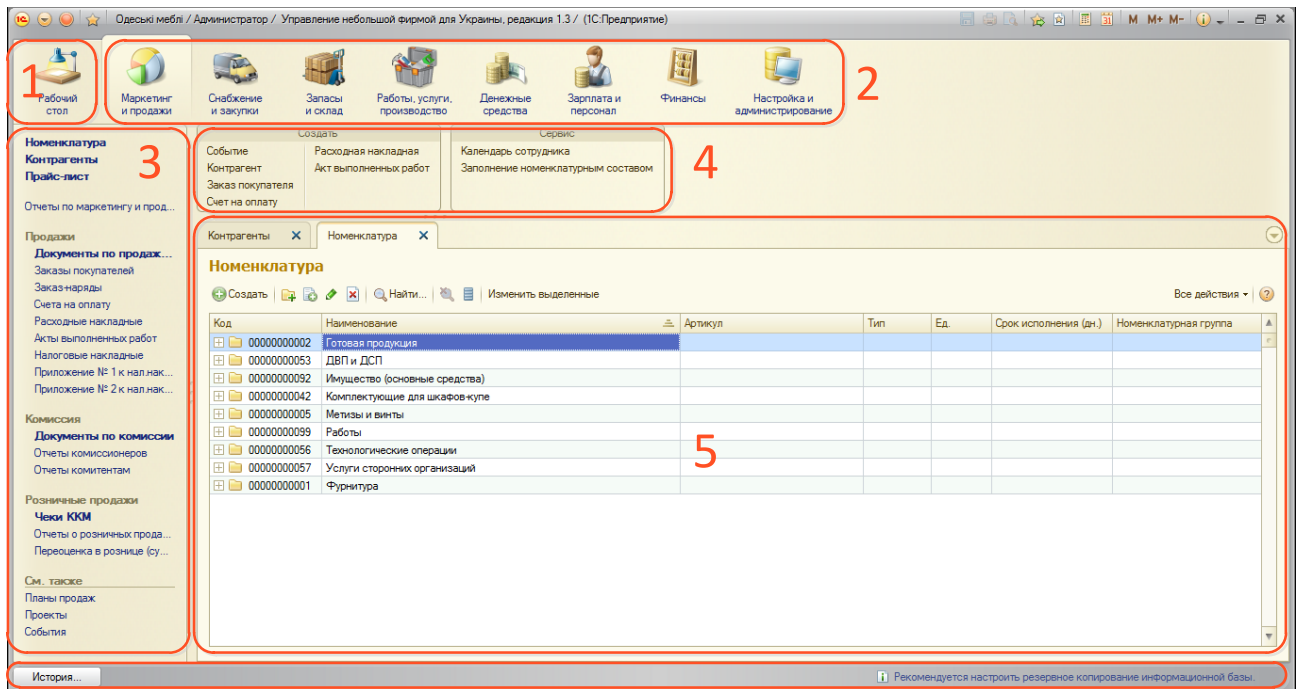 Одеські меблі / Администратор / Управление небольшой фирмой для Украины, редакция 1.3 / (1С:Предприятие)
M M+ M-
1
Рабочий
стол
Маркетинг
и продажи
Снабжение
и закупки
Запасы
и склад
Работы, услуги,
производство
Денежные
средства
Зарплата и
персонал
Финансы
Настройка и
администрирование
2
3
Номенклатура
Контрагенты
Прайс-лист
Отчеты по маркетингу и прод...
Продажи
Документы по продаж...
Заказы покупателей
Заказ-наряды
Счета на оплату
Расходные накладные
Акты выполненных работ
Налоговые накладные
Приложение № 1 к нал.нак...
Приложение № 2 к нал.нак...
Комиссия
Документы по комиссии
Отчеты комиссионеров
Отчеты комитентам
Розничные продажи
Чеки ККМ
Отчеты о розничных прода...
Переоценка в рознице (су...
См. также
Планы продаж
Проекты
События
Создать
Событие
Контрагент
Заказ покупателя
Счет на оплату
Расходная накладная
Акт выполненных работ
Сервис
Календарь сотрудника
Заполнение номенклатурным составом
4
Контрагенты
Номенклатура
Номенклатура
Создать Найти... Изменить выделенные Все действия
Код Наименование Артикул Тип Ед. Срок исполнения (дн.) Номенклатурная группа
00000000002 Готовая продукция
00000000053 ДВП и ДСП
00000000092 Имущество (основные средства)
00000000042 Комплектующие для шкафов-купе
00000000005 Метизы и винты
00000000099 Работы
00000000056 Технологические операции
00000000057 Услуги сторонних организаций
00000000001 Фурнитура
5
История...
Рекомендуется настроить резервное копирование информационной базы.